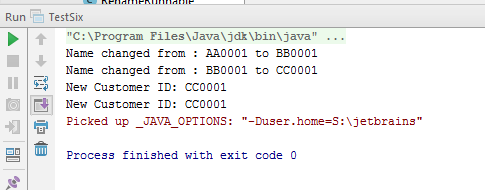 RenameRunnable
Run TestSix
"C:\Program Files\Java\jdk\bin\java" ...
Name changed from : AA0001 to BB0001
Name changed from : BB0001 to CC0001
New Customer ID: CC0001
New Customer ID: CC0001
Picked up _JAVA_OPTIONS: "-Duser.home=S:\jetbrains"
Process finished with exit code 0